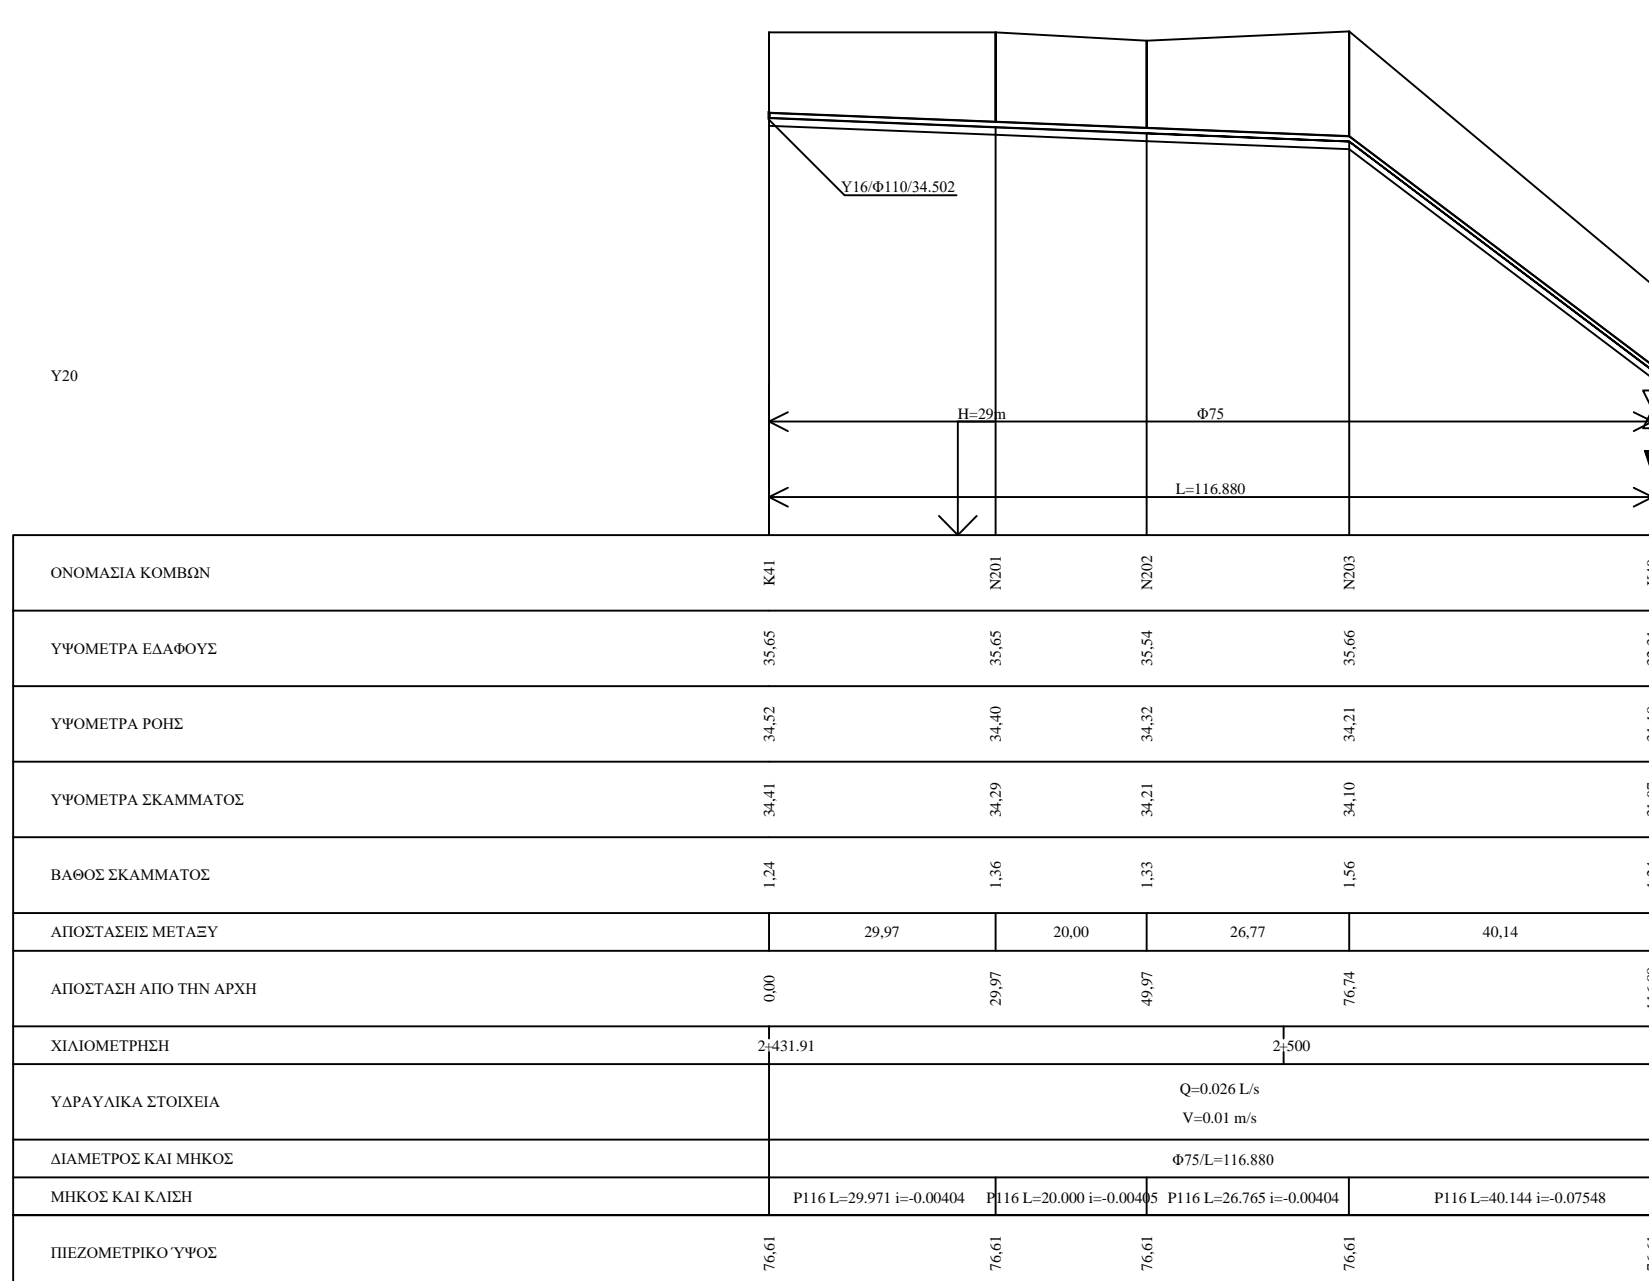 Υ16/Φ110/34.502
Υ20
H=29m
Φ75
L=116.880
ΟΝΟΜΑΣΙΑ ΚΟΜΒΩΝ K41 N201 N202 N203
ΥΨΟΜΕΤΡΑ ΕΔΑΦΟΥΣ 35,65 35,65 35,54 35,66
ΥΨΟΜΕΤΡΑ ΡΟΗΣ 34,52 34,40 34,32 34,21
ΥΨΟΜΕΤΡΑ ΣΚΑΜΜΑΤΟΣ 34,41 34,29 34,21 34,10
ΒΑΘΟΣ ΣΚΑΜΜΑΤΟΣ 1,24 1,36 1,33 1,56
ΑΠΟΣΤΑΣΕΙΣ ΜΕΤΑΞΥ 29,97 20,00 26,77 40,14
ΑΠΟΣΤΑΣΗ ΑΠΟ ΤΗΝ ΑΡΧΗ 0,00 29,97 49,97 76,74
ΧΙΛΙΟΜΕΤΡΗΣΗ 2+431.91 2+500
ΥΔΡΑΥΛΙΚΑ ΣΤΟΙΧΕΙΑ
Q=0.026 L/s
V=0.01 m/s
ΔΙΑΜΕΤΡΟΣ ΚΑΙ ΜΗΚΟΣ Φ75/L=116.880
ΜΗΚΟΣ ΚΑΙ ΚΛΙΣΗ P116 L=29.971 i=-0.00404 P116 L=20.000 i=-0.00405 P116 L=26.765 i=-0.00404 P116 L=40.144 i=-0.07548
ΠΙΕΖΟΜΕΤΡΙΚΟ ΎΨΟΣ 76,61 76,61 76,61 76,61